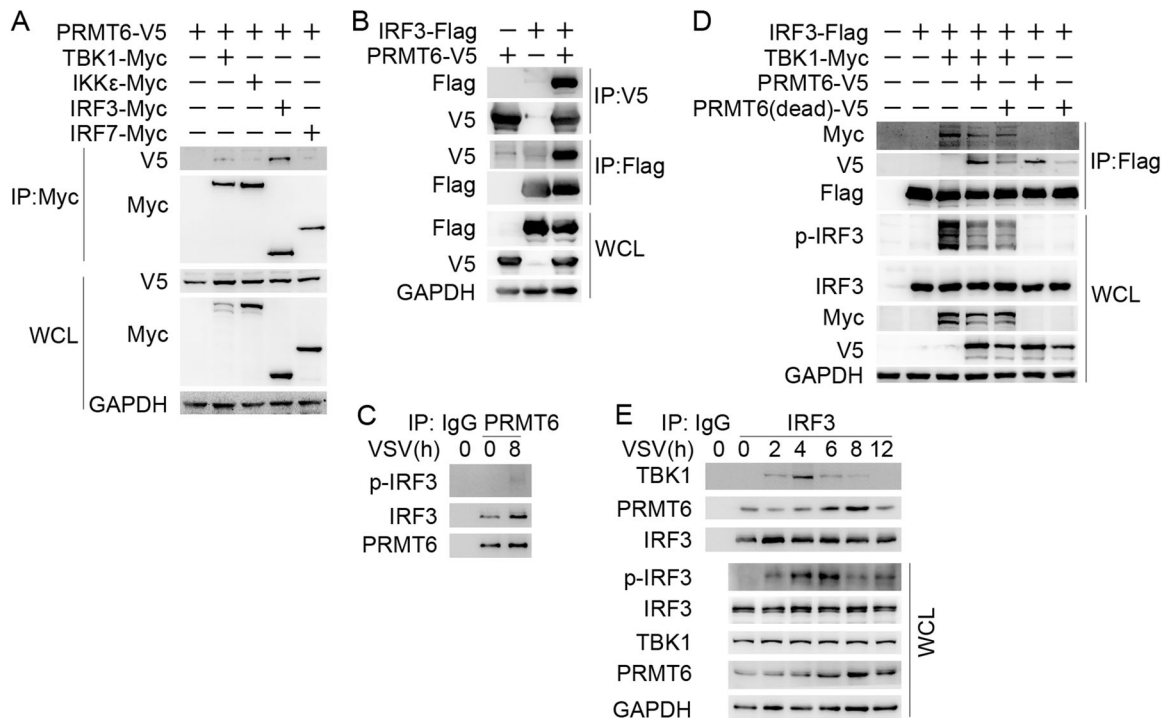 A
PRMT6-V5 + + + + +
TBK1-Myc – + – – –
IKKε-Myc – – + – –
IRF3-Myc – – – + –
IRF7-Myc – – – – +
IP:Myc
V5
Myc
WCL
V5
Myc
GAPDH
B
IRF3-Flag – + +
PRMT6-V5 + – +
Flag
V5
IP:V5
V5
Flag
IP:Flag
Flag
V5
GAPDH
WCL
C
IP: IgG PRMT6
VSV(h) 0 0 8
p-IRF3
IRF3
PRMT6
D
IRF3-Flag – + + + + + +
TBK1-Myc – – + + + – –
PRMT6-V5 – – – + – + –
PRMT6(dead)-V5 – – – – + – +
Myc
V5
Flag
IP:Flag
p-IRF3
IRF3
Myc
V5
GAPDH
WCL
E
IP: IgG IRF3
VSV(h) 0 0 2 4 6 8 12
TBK1
PRMT6
IRF3
p-IRF3
IRF3
TBK1
PRMT6
GAPDH
WCL